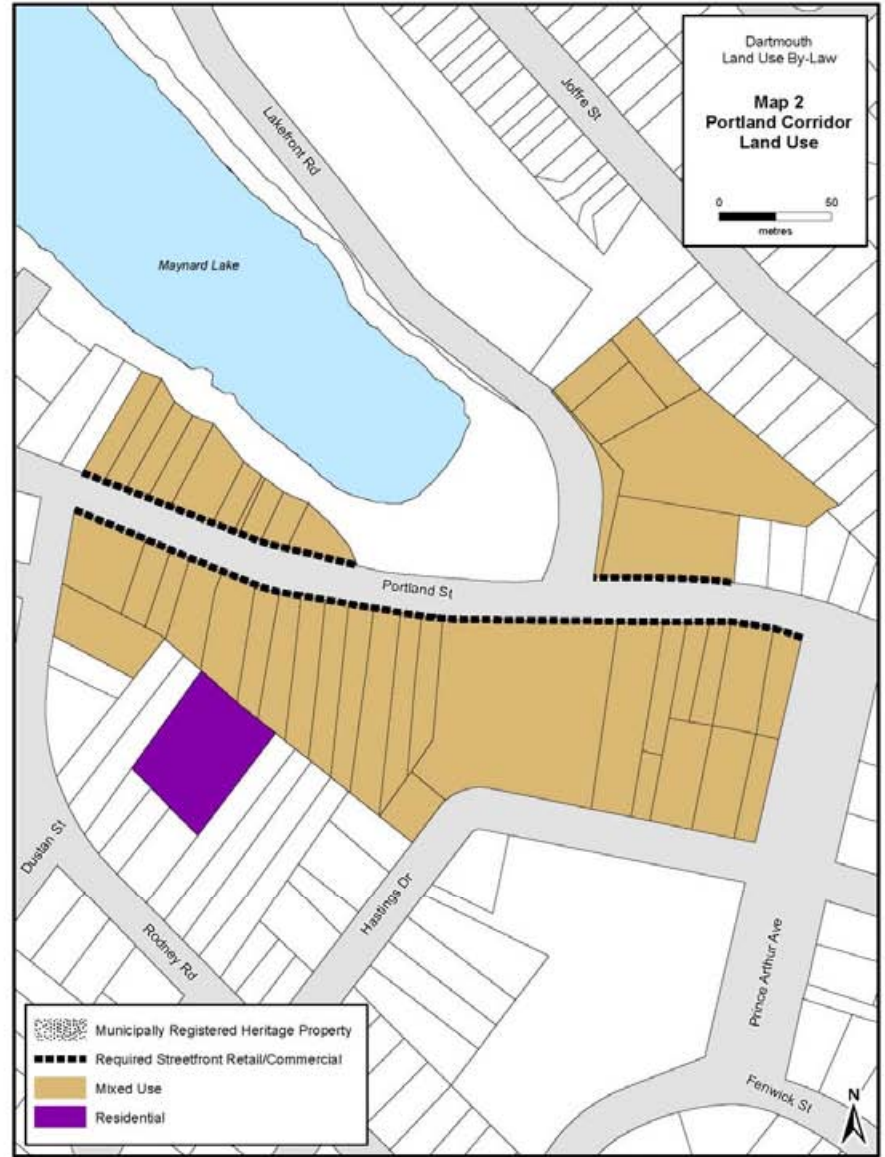 Dartmouth
Land Use By-Law
Map 2
Portland Corridor
Land Use
0 50
metres
Joffre St
Lakefront Rd
Maynard Lake
Portland St
Dustan St
Rodney Rd
Hastings Dr
Prince Arthur Ave
Fenwick St
N
Municipally Registered Heritage Property
Required Streetfront Retail/Commercial
Mixed Use
Residential